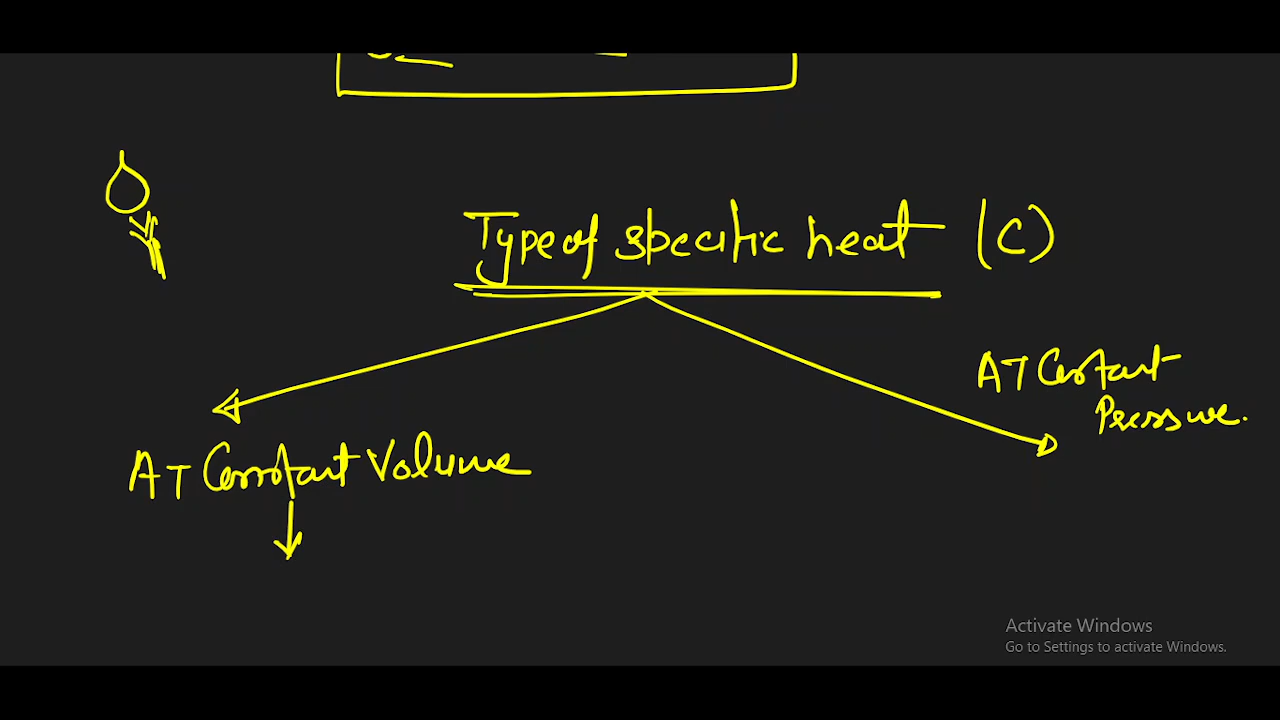 Type of specific heat (C)
AT Constant
Pressure.
AT Constant Volume
Activate Windows
Go to Settings to activate Windows.